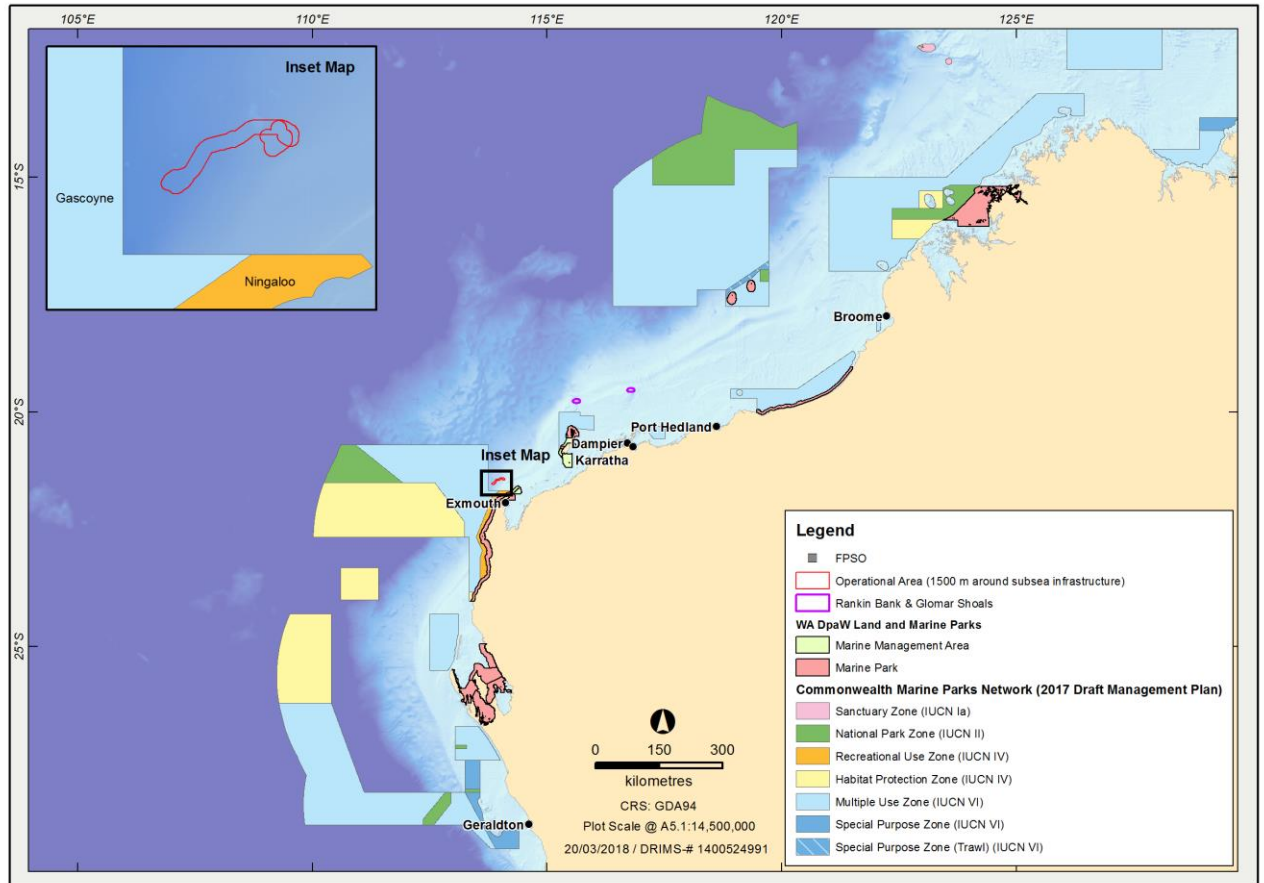 105°E
110°E
115°E
120°E
125°E
Inset Map
Gascoyne
Ningaloo
15°S
20°S
25°S
Broome
Port Hedland
Dampier
Karratha
Inset Map
Exmouth
Geraldton
0 150 300
kilometres
CRS: GDA94
Plot Scale @ A5.1:14,500,000
20/03/2018 / DRIMS-# 1400524991
Legend
FPSO
Operational Area (1500 m around subsea infrastructure)
Rankin Bank & Glomar Shoals
WA DpaW Land and Marine Parks
Marine Management Area
Marine Park
Commonwealth Marine Parks Network (2017 Draft Management Plan)
Sanctuary Zone (IUCN Ia)
National Park Zone (IUCN II)
Recreational Use Zone (IUCN IV)
Habitat Protection Zone (IUCN IV)
Multiple Use Zone (IUCN VI)
Special Purpose Zone (IUCN VI)
Special Purpose Zone (Trawl) (IUCN VI)